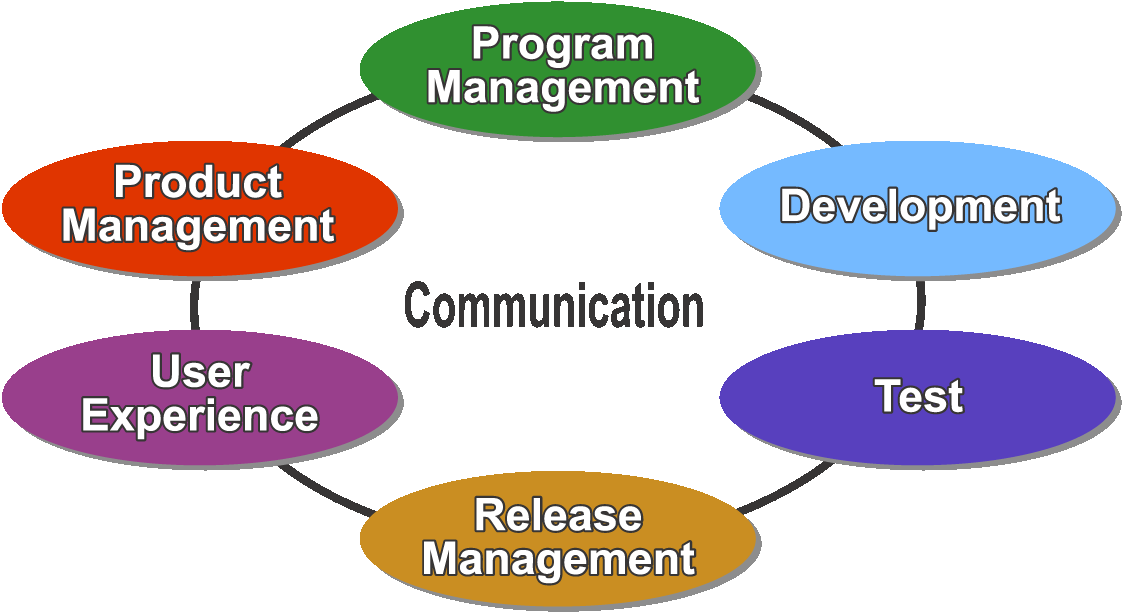 Program
Management
Product
Management
Development
Communication
User
Experience
Test
Release
Management